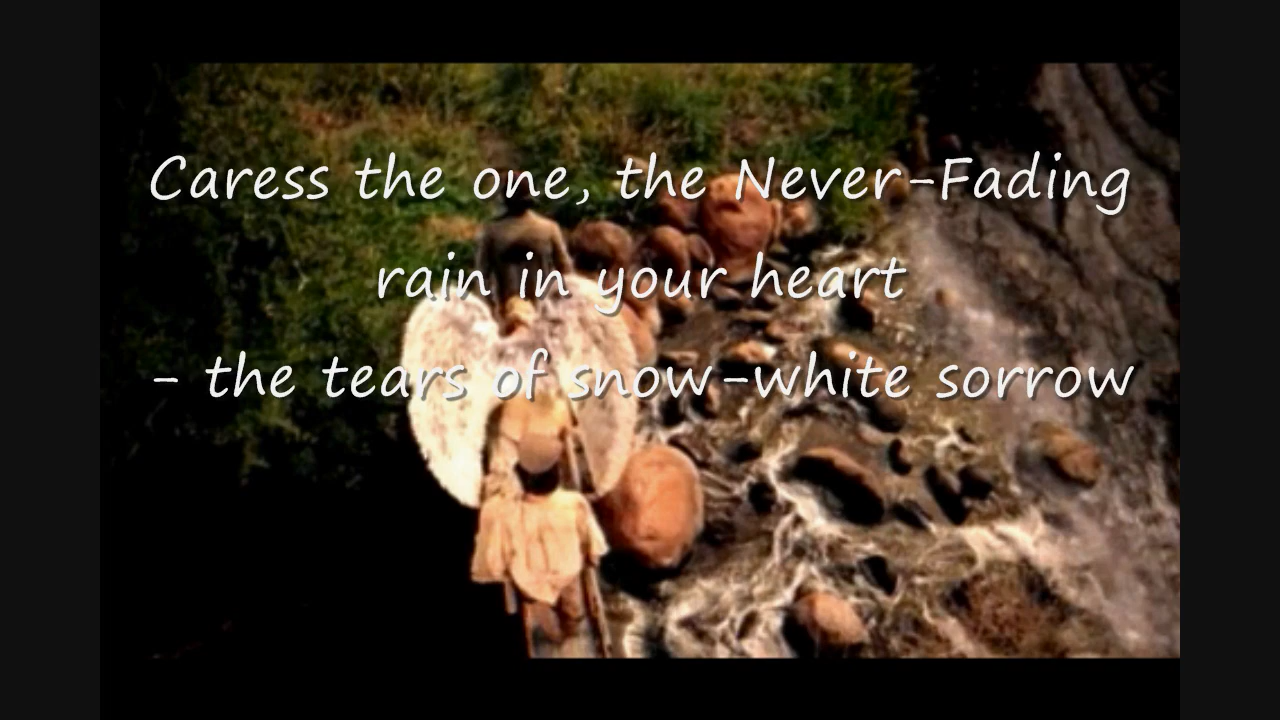 Caress the one, the Never-Fading
rain in your heart
- the tears of snow-white sorrow